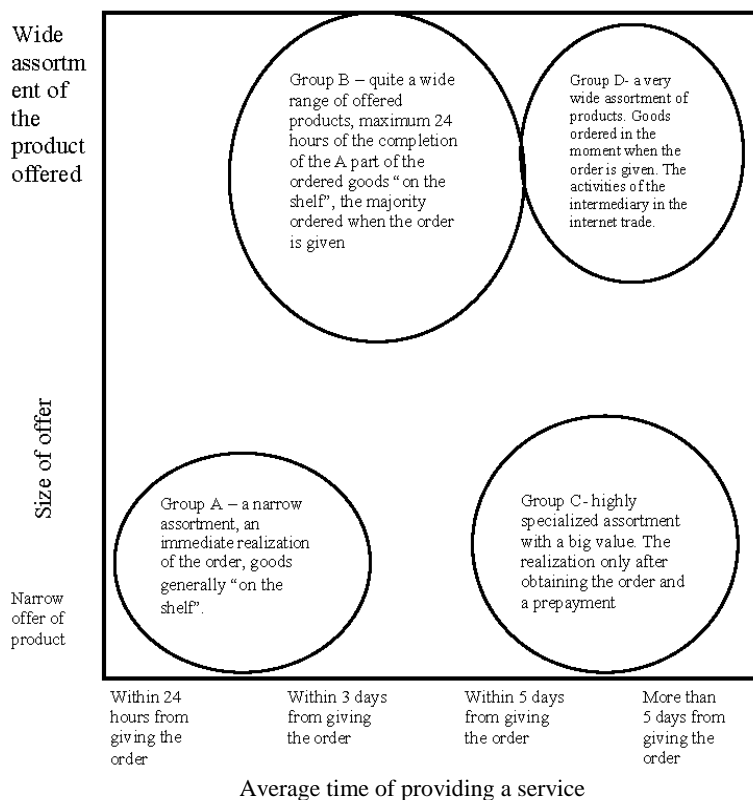 Wide
assortm
ent of
the
product
offered
Group B – quite a wide
range of offered
products, maximum 24
hours of the completion
of the A part of the
ordered goods “on the
shelf”, the majority
ordered when the order
is given
Group D- a very
wide assortment of
products. Goods
ordered in the
moment when the
order is given. The
activities of the
intermediary in the
internet trade.
Size of offer
Group A – a narrow
assortment, an
immediate realization
of the order, goods
generally “on the
shelf”.
Group C- highly
specialized assortment
with a big value. The
realization only after
obtaining the order and
a prepayment
Narrow
offer of
product
Within 24
hours from
giving the
order
Within 3 days
from giving
the order
Within 5 days
from giving
the order
More than
5 days from
giving the
order
Average time of providing a service